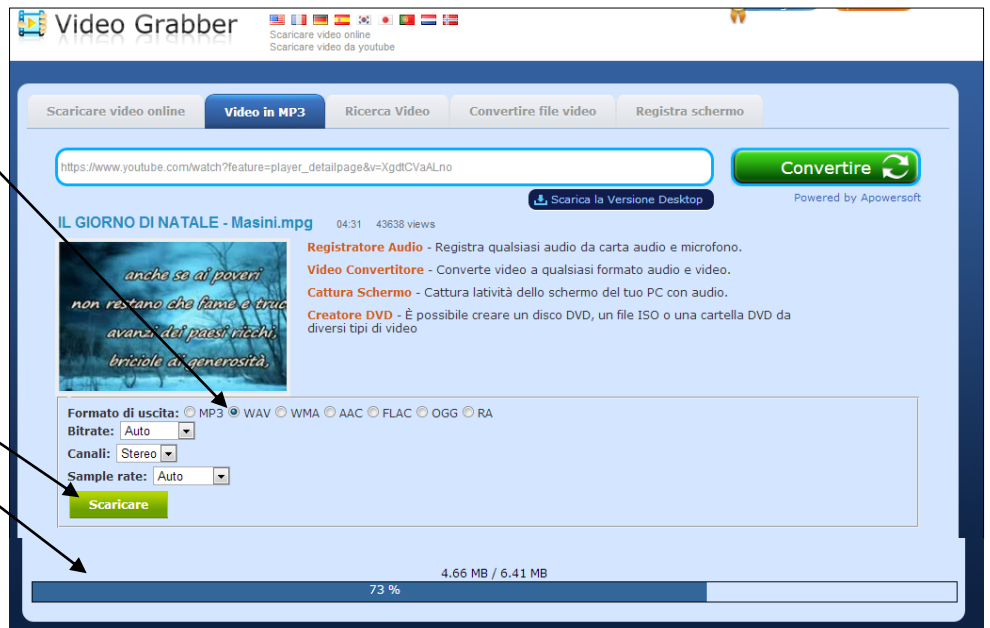 Video Grabber
Scaricare video online
Scaricare video da youtube
Scaricare video online
Video in MP3
Ricerca Video
Convertire file video
Registra schermo
https://www.youtube.com/watch?feature=player_detailpage&v=XgdtCVaALno
Convertire
Scarica la Versione Desktop
Powered by Apowersoft
IL GIORNO DI NATALE - Masini.mpg 04:31 43638 views
Registratore Audio - Registra qualsiasi audio da carta audio e microfono.
Video Convertitore - Converte video a qualsiasi formato audio e video.
Cattura Schermo - Cattura latività dello schermo del tuo PC con audio.
Creatore DVD - È possibile creare un disco DVD, un file ISO o una cartella DVD da
diversi tipi di video
anche se ai poveri
non restano che fame e truc
avanzi dei paesi ricchi,
briciole di generosità,
Formato di uscita: MP3 WAV WMA AAC FLAC OGG RA
Bitrate: Auto
Canali: Stereo
Sample rate: Auto
Scaricare
4.66 MB / 6.41 MB
73 %